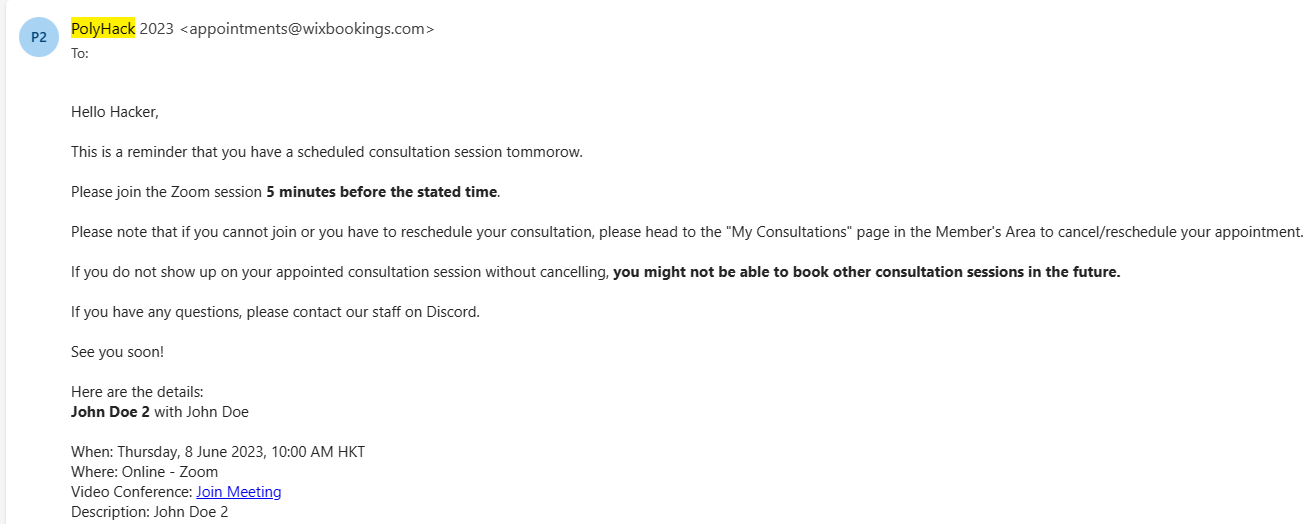 P2
PolyHack 2023 <appointments@wixbookings.com>
To:
Hello Hacker,
This is a reminder that you have a scheduled consultation session tommorow.
Please join the Zoom session 5 minutes before the stated time.
Please note that if you cannot join or you have to reschedule your consultation, please head to the "My Consultations" page in the Member's Area to cancel/reschedule your appointment.
If you do not show up on your appointed consultation session without cancelling, you might not be able to book other consultation sessions in the future.
If you have any questions, please contact our staff on Discord.
See you soon!
Here are the details:
John Doe 2 with John Doe
When: Thursday, 8 June 2023, 10:00 AM HKT
Where: Online - Zoom
Video Conference: Join Meeting
Description: John Doe 2